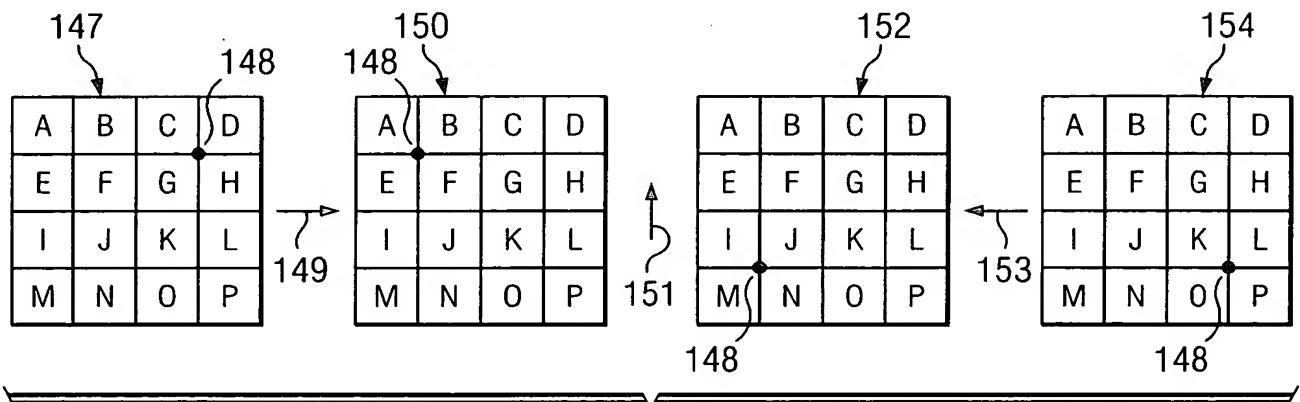 147 148 148 150 152 154
A B C D A B C D A B C D A B C D
E F G H E F G H E F G H E F G H
I J K L I J K L I J K L I J K L
149 151 153
M N O P M N O P M N O P M N O P
148 148